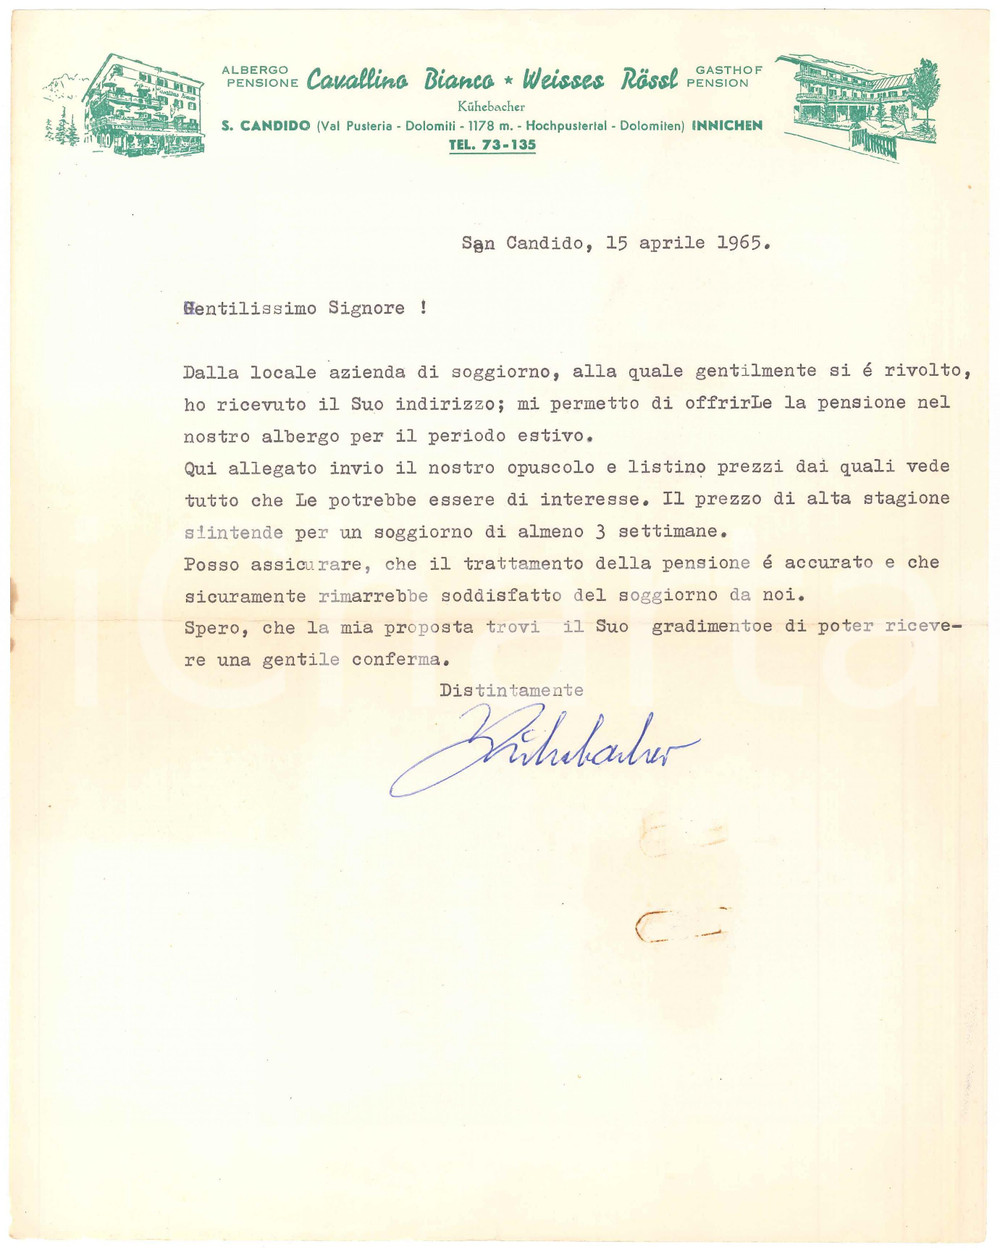 ALBERGO PENSIONE Cavallino Bianco ★ Weisses Rössl GASTHOF PENSION
Kühebacher
S. CANDIDO (Val Pusteria - Dolomiti - 1178 m. - Hochpustertal - Dolomiten) INNICHEN
TEL. 73-135
San Candido, 15 aprile 1965.
Gentilissimo Signore !
Dalla locale azienda di soggiorno, alla quale gentilmente si é rivolto,
ho ricevuto il Suo indirizzo; mi permetto di offrirLe la pensione nel
nostro albergo per il periodo estivo.
Qui allegato invio il nostro opuscolo e listino prezzi dai quali vede
tutto che Le potrebbe essere di interesse. Il prezzo di alta stagione
s'intende per un soggiorno di almeno 3 settimane.
Posso assicurare, che il trattamento della pensione é accurato e che
sicuramente rimarrebbe soddisfatto del soggiorno da noi.
Spero, che la mia proposta trovi il Suo gradimentoe di poter riceve-
re una gentile conferma.
Distintamente
Kühebacher
iCharta